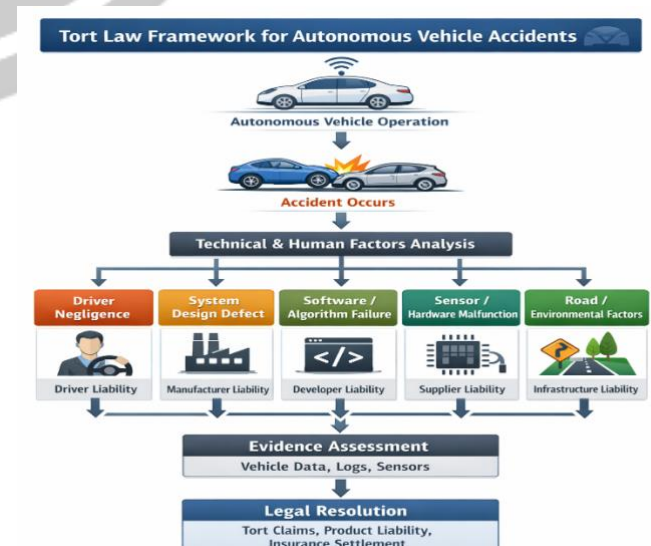 Tort Law Framework for Autonomous Vehicle Accidents
Autonomous Vehicle Operation
Accident Occurs
Technical & Human Factors Analysis
Driver
Negligence
System
Design Defect
Software /
Algorithm Failure
Sensor /
Hardware Malfunction
Road /
Environmental Factors
</>
Driver Liability
Manufacturer Liability
Developer Liability
Supplier Liability
Infrastructure Liability
Evidence Assessment
Vehicle Data, Logs, Sensors
Legal Resolution
Tort Claims, Product Liability,
Insurance Settlement